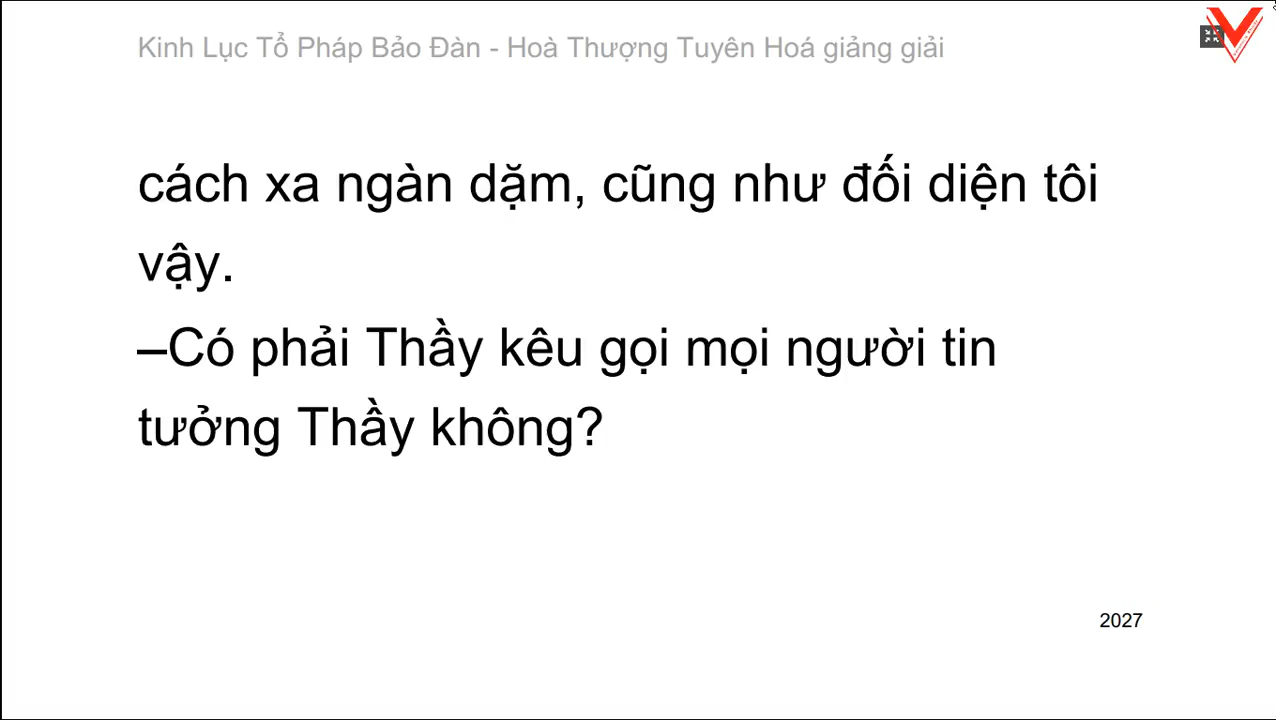 Kinh Lục Tổ Pháp Bảo Đàn - Hoà Thượng Tuyên Hoá giảng giải
cách xa ngàn dặm, cũng như đối diện tôi
vậy.
–Có phải Thầy kêu gọi mọi người tin
tưởng Thầy không?
2027